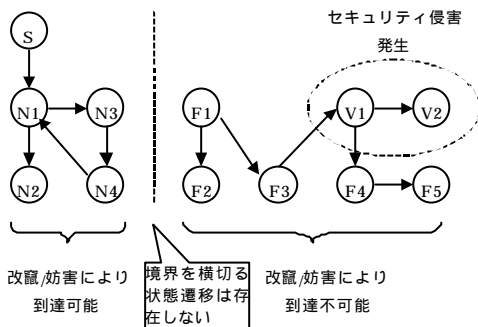 セキュリティ侵害
発生
S
N1
N3
F1
V1
V2
N2
N4
F2
F3
F4
F5
改竄/妨害により
到達可能
境界を横切る
状態遷移は存
在しない
改竄/妨害により
到達不可能